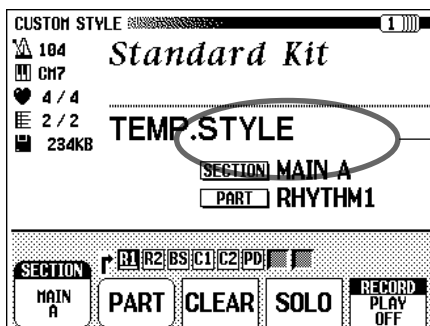 CUSTOM STYLE 1
104
CM7
4 / 4
2 / 2
234KB
Standard Kit
TEMP.STYLE
SECTION MAIN A
PART RHYTHM1
R1 R2 BS C1 C2 PD
SECTION
MAIN A
PART
CLEAR
SOLO
RECORD
PLAY
OFF